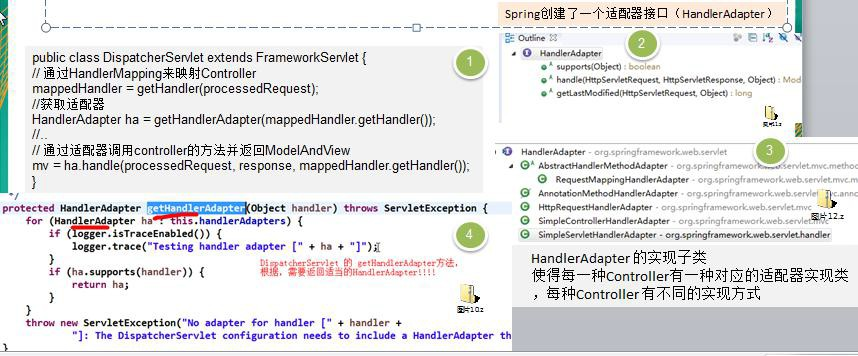 Spring创建了一个适配器接口（HandlerAdapter）
public class DispatcherServlet extends FrameworkServlet {
// 通过HandlerMapping来映射Controller
mappedHandler = getHandler(processedRequest);
//获取适配器
HandlerAdapter ha = getHandlerAdapter(mappedHandler.getHandler());
//..
// 通过适配器调用controller的方法并返回ModelAndView
mv = ha.handle(processedRequest, response, mappedHandler.getHandler());
}
1
Outline
2
HandlerAdapter
supports(Object) : boolean
handle(HttpServletRequest, HttpServletResponse, Object) : Mod
getLastModified(HttpServletRequest, Object) : long
3
HandlerAdapter - org.springframework.web.servlet
AbstractHandlerMethodAdapter - org.springframework.web.servlet.mvc.method
RequestMappingHandlerAdapter - org.springframework.web.servlet.mvc
AnnotationMethodHandlerAdapter - org.springframework.web.servlet.mvc
HttpRequestHandlerAdapter - org.springframework.web.servlet.mvc
SimpleControllerHandlerAdapter - org.springframework.web.servlet
SimpleServletHandlerAdapter - org.springframework.web.servlet.handler
图片12.z
HandlerAdapter 的实现子类
使得每一种Controller有一种对应的适配器实现类
，每种Controller有不同的实现方式
*/
protected HandlerAdapter getHandlerAdapter(Object handler) throws ServletException {
for (HandlerAdapter ha : this.handlerAdapters) {
if (logger.isTraceEnabled()) {
logger.trace("Testing handler adapter [" + ha + "]");
}
if (ha.supports(handler)) {
return ha;
}
}
throw new ServletException("No adapter for handler [" + handler +
"]: The DispatcherServlet configuration needs to include a HandlerAdapter th
}
4
DispatcherServlet 的 getHandlerAdapter方法，
根据，需要返回适当的HandlerAdapter!!!!
图片10.z